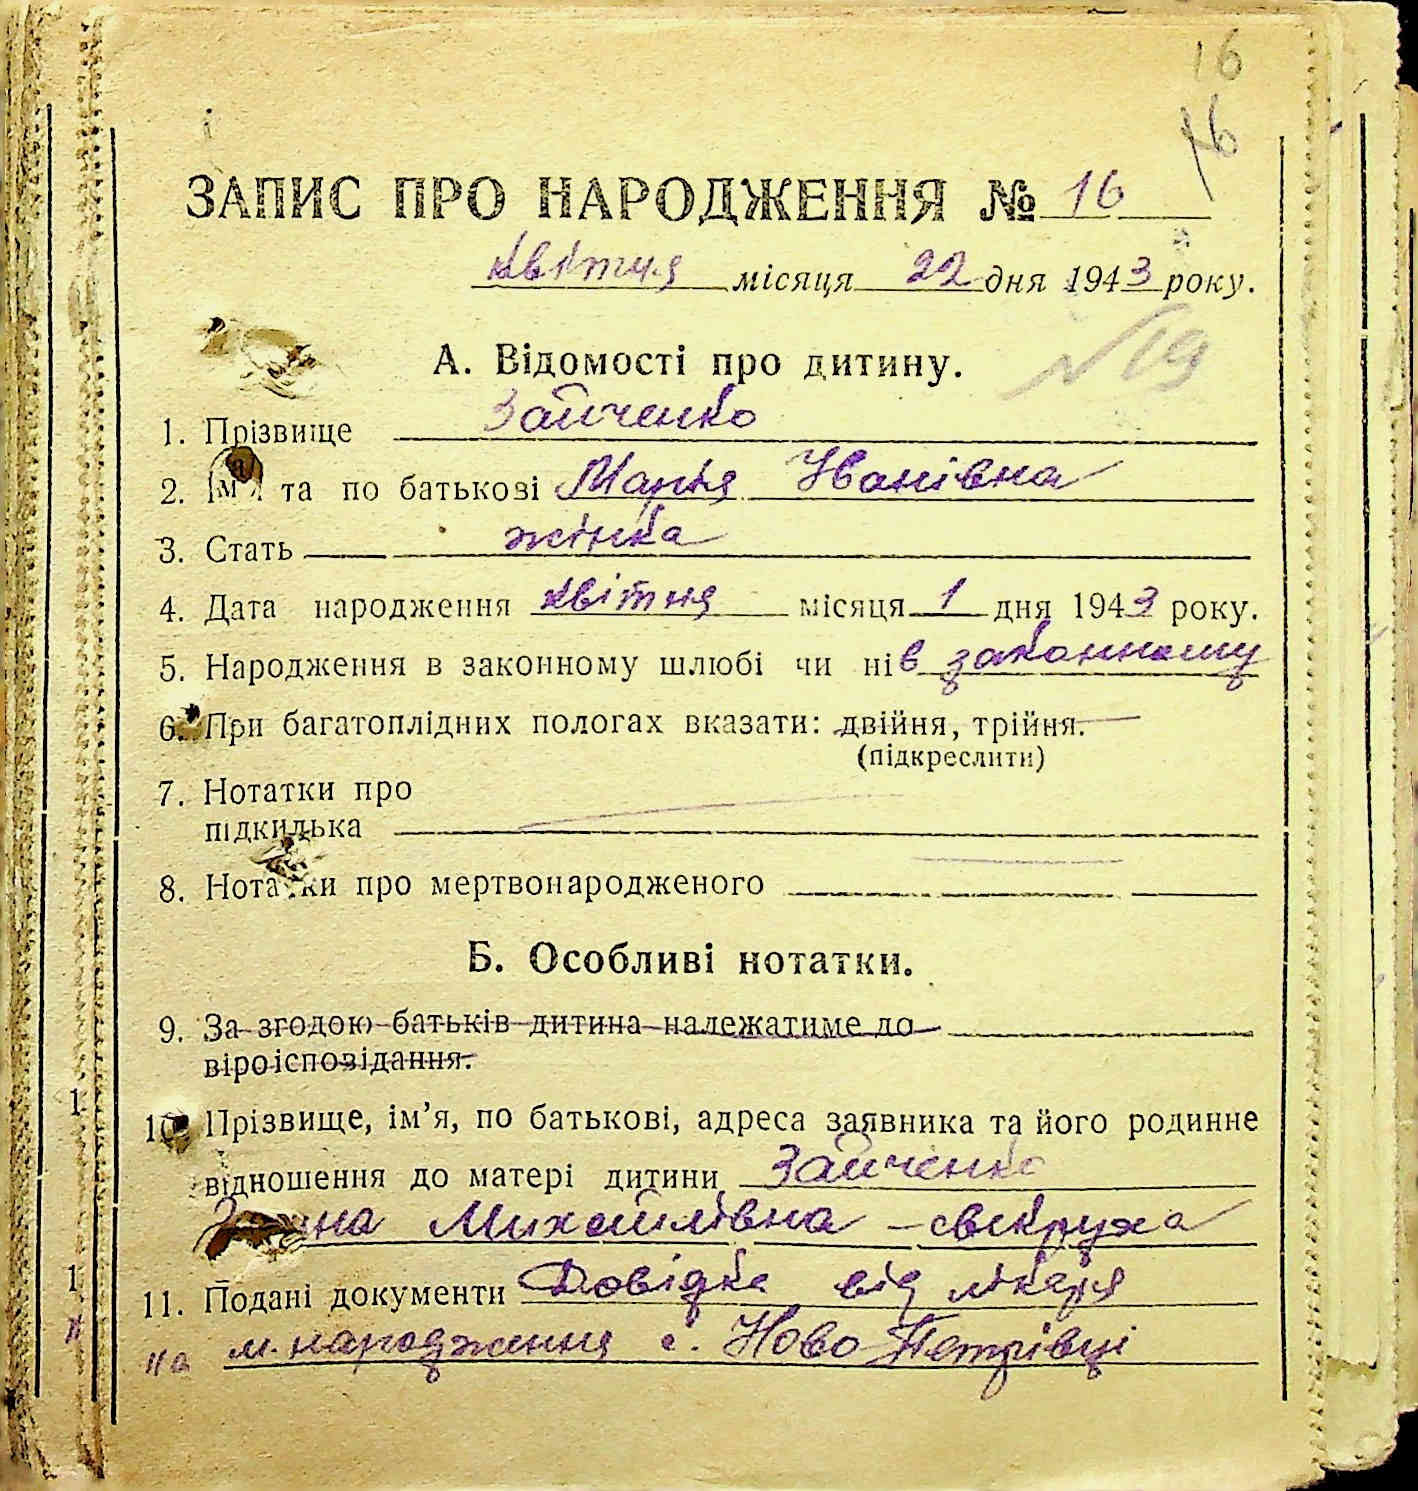 16
16
ЗАПИС ПРО НАРОДЖЕННЯ № 16
квітня місяця 22 дня 1943 року.
№19
А. Відомості про дитину.
1. Прізвище Зайченко
2. Ім'я та по батькові Марія Іванівна
3. Стать жінка
4. Дата народження квітня місяця 1 дня 1943 року.
5. Народження в законному шлюбі чи ні в законному
6. При багатоплідних пологах вказати: двійня, трійня.
(підкреслити)
7. Нотатки про
підкидька
8. Нотатки про мертвонародженого
Б. Особливі нотатки.
9. За згодою батьків дитина належатиме до
віроісповідання.
10. Прізвище, ім’я, по батькові, адреса заявника та його родинне
відношення до матері дитини Зайченко
Михайлівна – свекруха
11. Подані документи Довідка від лікаря
м. народження с. Ново Петрівці